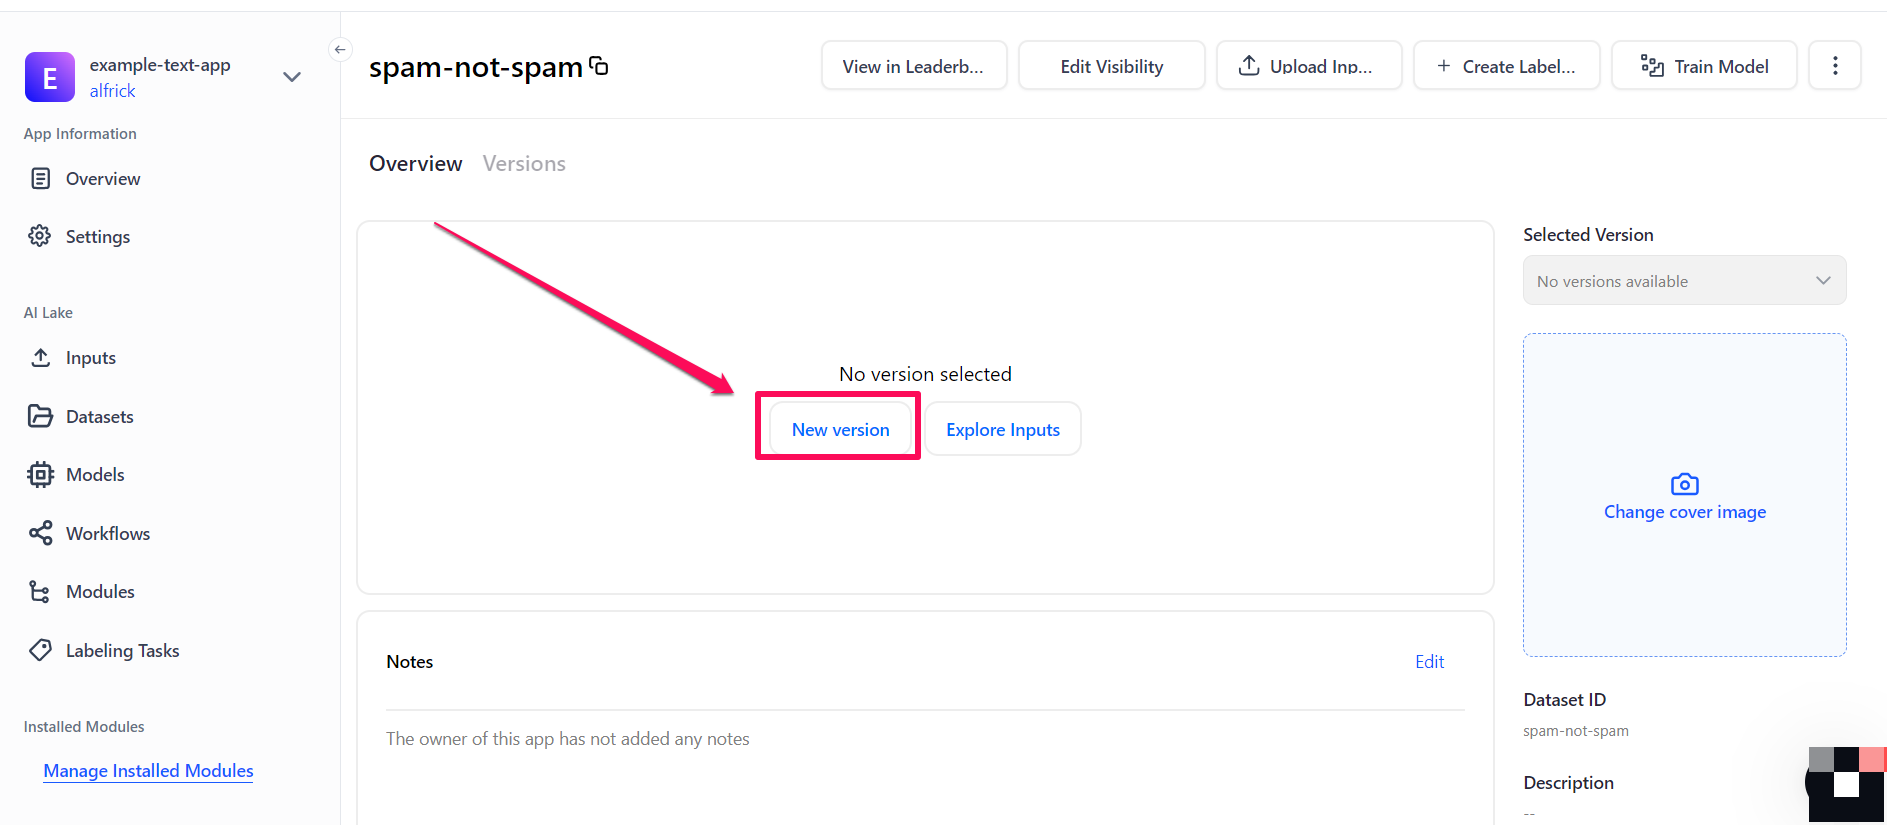 E
example-text-app
alfrick
App Information
Overview
Settings
AI Lake
Inputs
Datasets
Models
Workflows
Modules
Labeling Tasks
Installed Modules
Manage Installed Modules
spam-not-spam
View in Leaderb...
Edit Visibility
Upload Inp...
Create Label...
Train Model
Overview
Versions
No version selected
New version
Explore Inputs
Notes
Edit
The owner of this app has not added any notes
Selected Version
No versions available
Change cover image
Dataset ID
spam-not-spam
Description
--